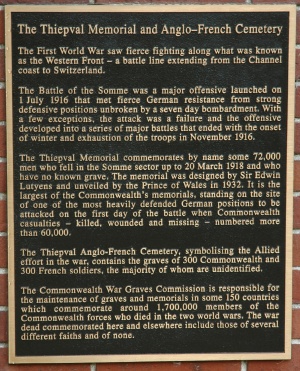 The Thiepval Memorial and Anglo–French Cemetery
The First World War saw fierce fighting along what was known
as the Western Front – a battle line extending from the Channel
coast to Switzerland.
The Battle of the Somme was a major offensive launched on
1 July 1916 that met fierce German resistance from strong
defensive positions unbroken by a seven day bombardment. With
a few exceptions, the attack was a failure and the offensive
developed into a series of major battles that ended with the onset
of winter and exhaustion of the troops in November 1916.
The Thiepval Memorial commemorates by name some 72,000
men who fell in the Somme sector up to 20 March 1918 and who
have no known grave. The memorial was designed by Sir Edwin
Lutyens and unveiled by the Prince of Wales in 1932. It is the
largest of the Commonwealth's memorials, standing on the site
of one of the most heavily defended German positions to be
attacked on the first day of the battle when Commonwealth
casualties – killed, wounded and missing – numbered more
than 60,000.
The Thiepval Anglo-French Cemetery, symbolising the Allied
effort in the war, contains the graves of 300 Commonwealth and
300 French soldiers, the majority of whom are unidentified.
The Commonwealth War Graves Commission is responsible for
the maintenance of graves and memorials in some 150 countries
which commemorate around 1,700,000 members of the
Commonwealth forces who died in the two world wars. The war
dead commemorated here and elsewhere include those of several
different faiths and of none.